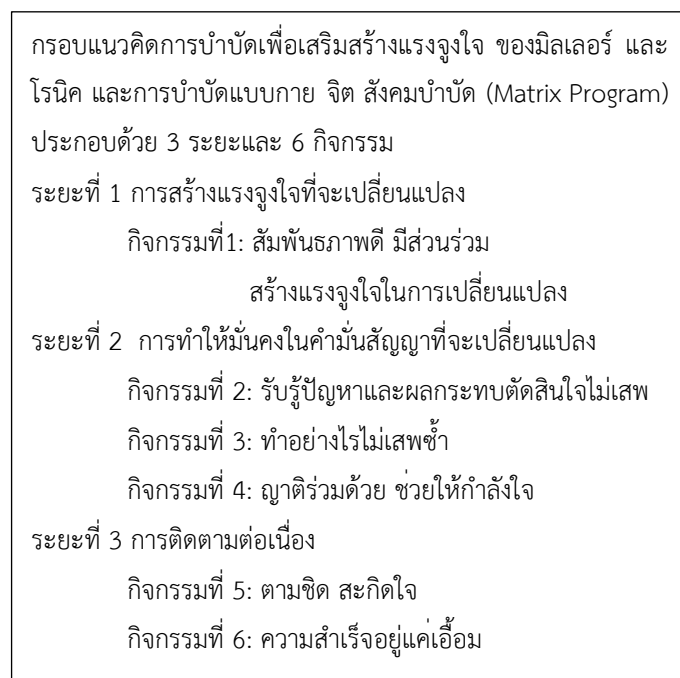 กรอบแนวคิดการบำบัดเพื่อเสริมสร้างแรงจูงใจ ของมิลเลอร์ และ
โรนิค และการบำบัดแบบกาย จิต สังคมบำบัด (Matrix Program)
ประกอบด้วย 3 ระยะและ 6 กิจกรรม
ระยะที่ 1 การสร้างแรงจูงใจที่จะเปลี่ยนแปลง
กิจกรรมที่1: สัมพันธภาพดี มีส่วนร่วม
สร้างแรงจูงใจในการเปลี่ยนแปลง
ระยะที่ 2 การทำให้มั่นคงในคำมั่นสัญญาที่จะเปลี่ยนแปลง
กิจกรรมที่ 2: รับรู้ปัญหาและผลกระทบตัดสินใจไม่เสพ
กิจกรรมที่ 3: ทำอย่างไรไม่เสพซ้ำ
กิจกรรมที่ 4: ญาติร่วมด้วย ช่วยให้กำลังใจ
ระยะที่ 3 การติดตามต่อเนื่อง
กิจกรรมที่ 5: ตามชิด สะกิดใจ
กิจกรรมที่ 6: ความสำเร็จอยู่แค่เอื้อม